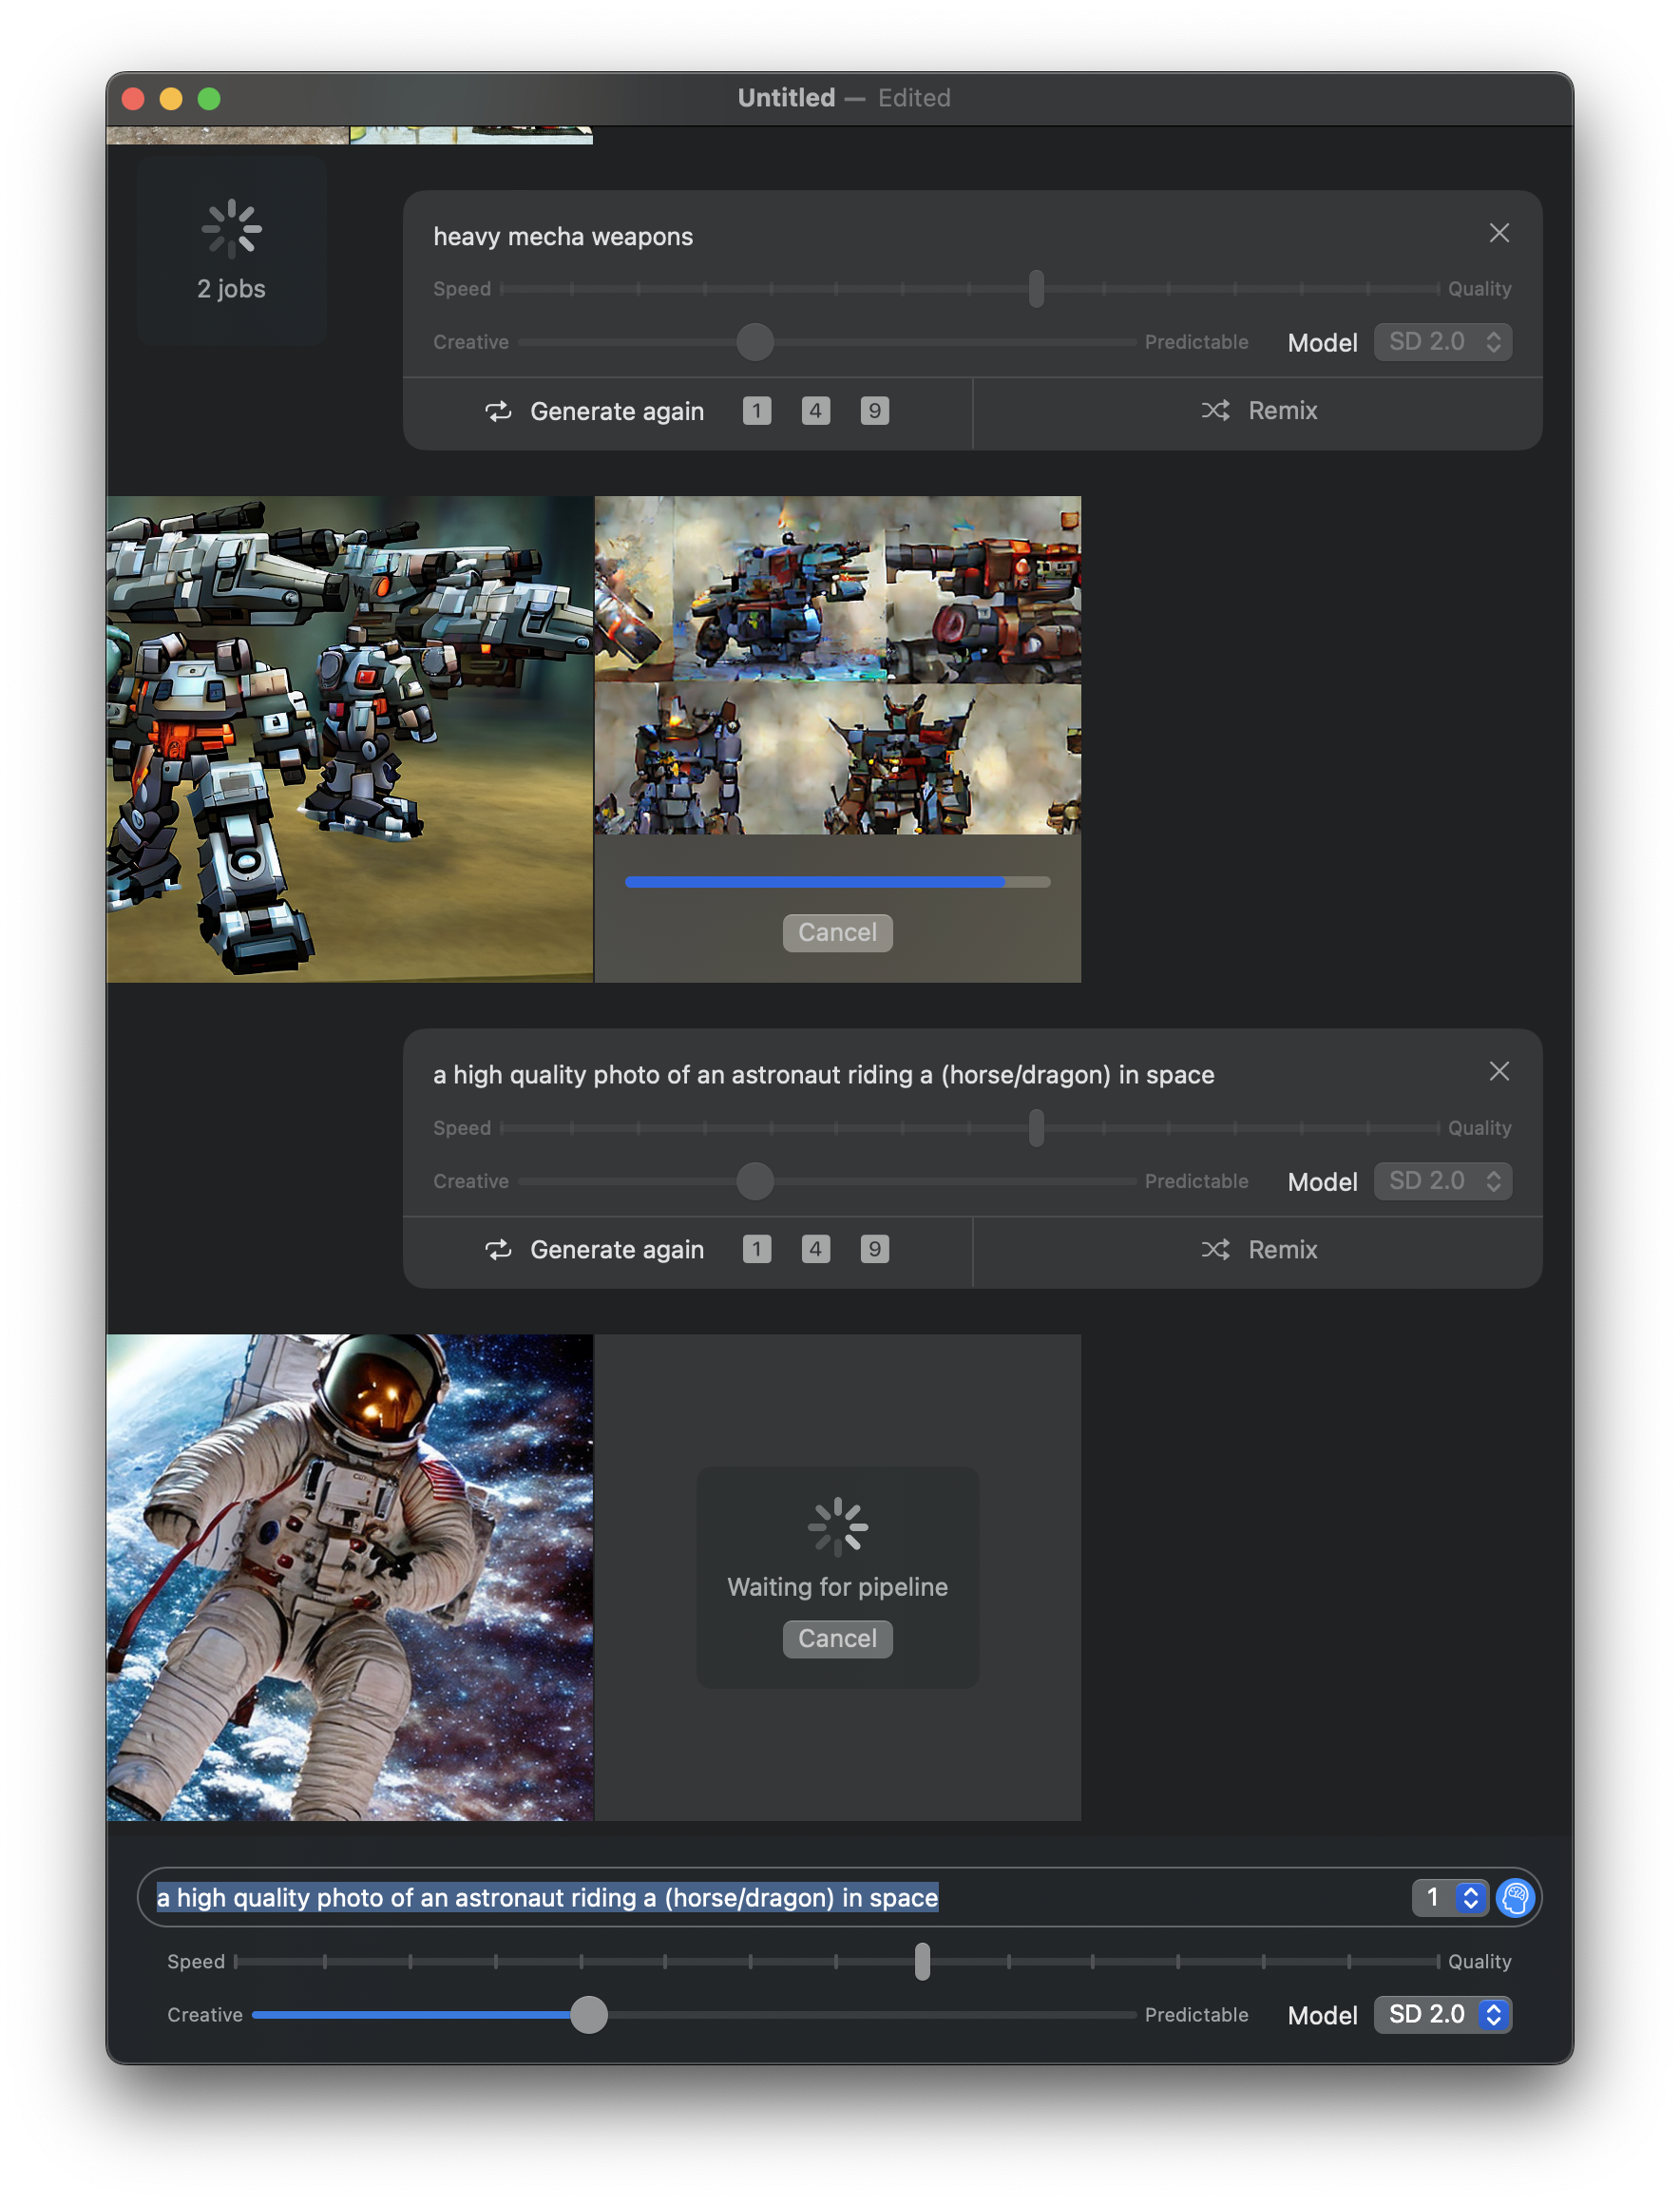 Untitled — Edited
2 jobs
heavy mecha weapons
Speed Quality
Creative Predictable Model SD 2.0
Generate again 1 4 9 Remix
Cancel
a high quality photo of an astronaut riding a (horse/dragon) in space
Speed Quality
Creative Predictable Model SD 2.0
Generate again 1 4 9 Remix
Waiting for pipeline
Cancel
a high quality photo of an astronaut riding a (horse/dragon) in space 1
Speed Quality
Creative Predictable Model SD 2.0